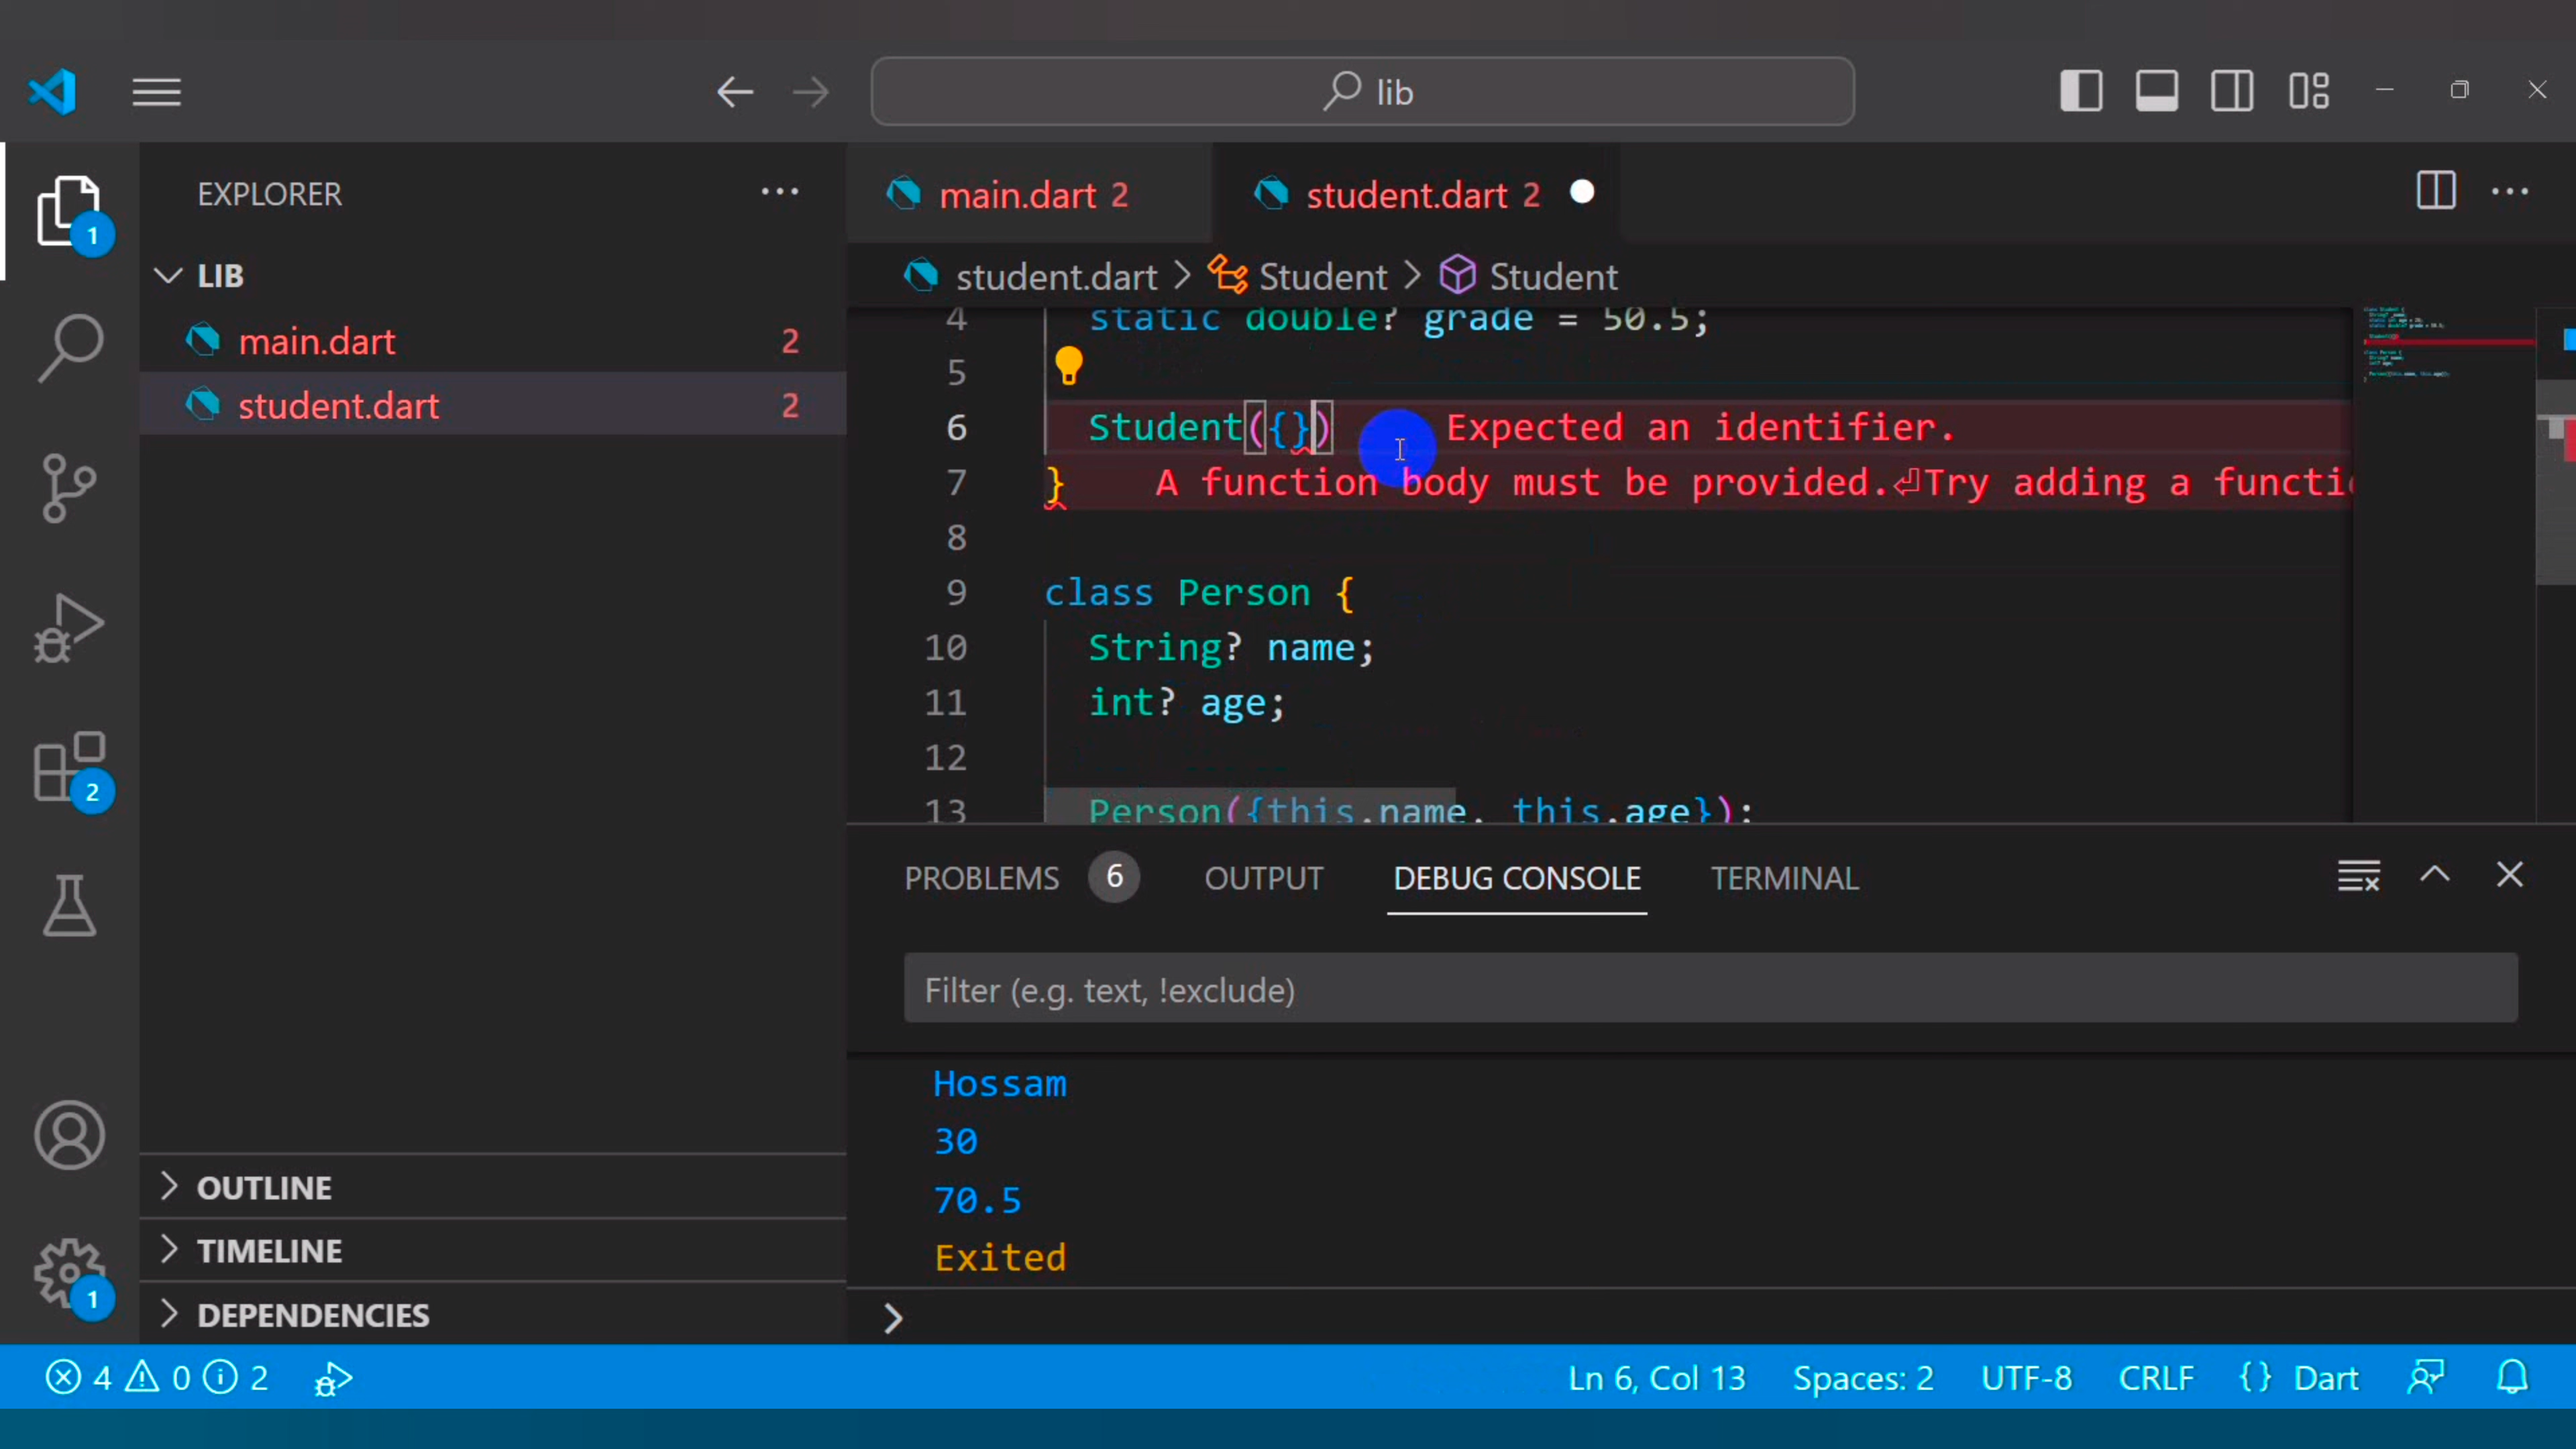 lib
EXPLORER
LIB
main.dart 2
student.dart 2
OUTLINE
TIMELINE
DEPENDENCIES
1
2
1
main.dart 2
student.dart 2
student.dart > Student > Student
4 static double? grade = 50.5;
5
6 Student({}) Expected an identifier.
7 } A function body must be provided.⏎Try adding a functi
8
9 class Person {
10 String? name;
11 int? age;
12
13 Person({this.name, this.age});
PROBLEMS 6 OUTPUT DEBUG CONSOLE TERMINAL
Filter (e.g. text, !exclude)
Hossam
30
70.5
Exited
>
4 0 2 Ln 6, Col 13 Spaces: 2 UTF-8 CRLF {} Dart